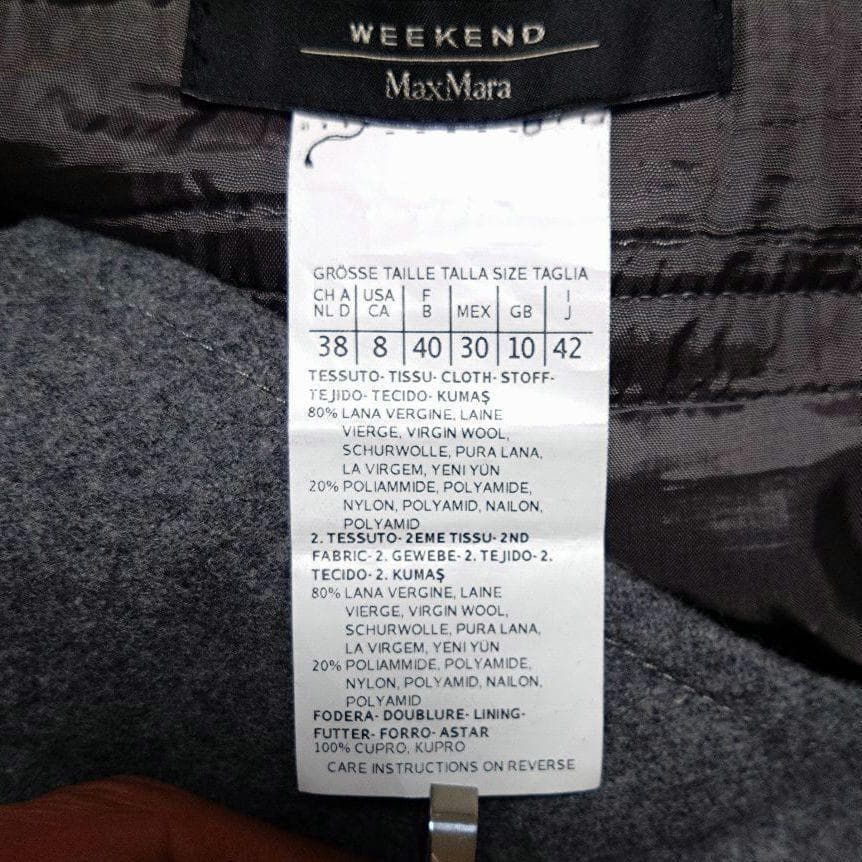 WEEKEND
MaxMara
GRÖSSE TAILLE TALLA SIZE TAGLIA
CH A USA F MEX GB I
NL D CA B J
38 8 40 30 10 42
TESSUTO- TISSU- CLOTH- STOFF-
TEJIDO- TECIDO- KUMAŞ
80% LANA VERGINE, LAINE
VIERGE, VIRGIN WOOL,
SCHURWOLLE, PURA LANA,
LA VIRGEM, YENI YÜN
20% POLIAMMIDE, POLYAMIDE,
NYLON, POLYAMID, NAILON,
POLYAMID
2. TESSUTO- 2EME TISSU- 2ND
FABRIC- 2. GEWEBE- 2. TEJIDO- 2.
TECIDO- 2. KUMAŞ
80% LANA VERGINE, LAINE
VIERGE, VIRGIN WOOL,
SCHURWOLLE, PURA LANA,
LA VIRGEM, YENI YÜN
20% POLIAMMIDE, POLYAMIDE,
NYLON, POLYAMID, NAILON,
POLYAMID
FODERA- DOUBLURE- LINING-
FUTTER- FORRO- ASTAR
100% CUPRO, KUPRO
CARE INSTRUCTIONS ON REVERSE